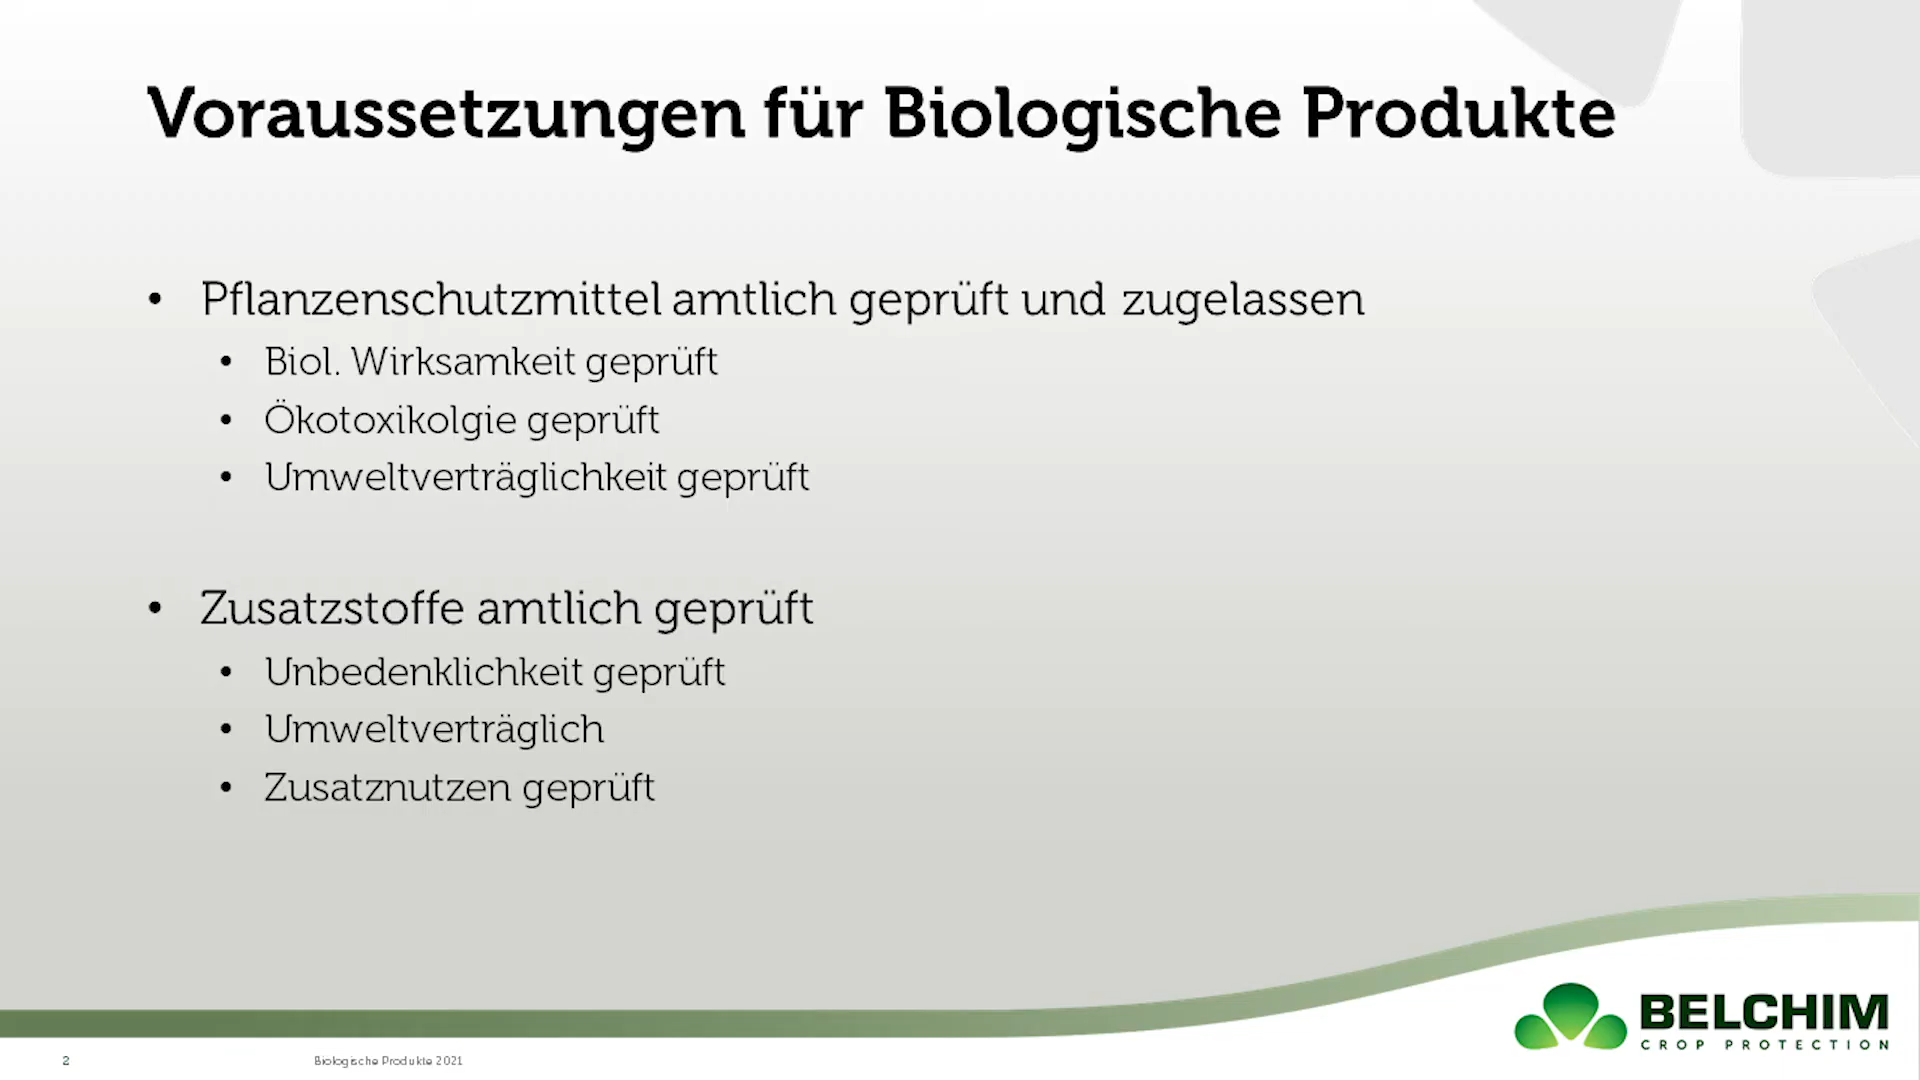 Voraussetzungen für Biologische Produkte
• Pflanzenschutzmittel amtlich geprüft und zugelassen
• Biol. Wirksamkeit geprüft
• Ökotoxikolgie geprüft
• Umweltverträglichkeit geprüft
• Zusatzstoffe amtlich geprüft
• Unbedenklichkeit geprüft
• Umweltverträglich
• Zusatznutzen geprüft
BELCHIM
CROP PROTECTION
2
Biologische Produkte 2021